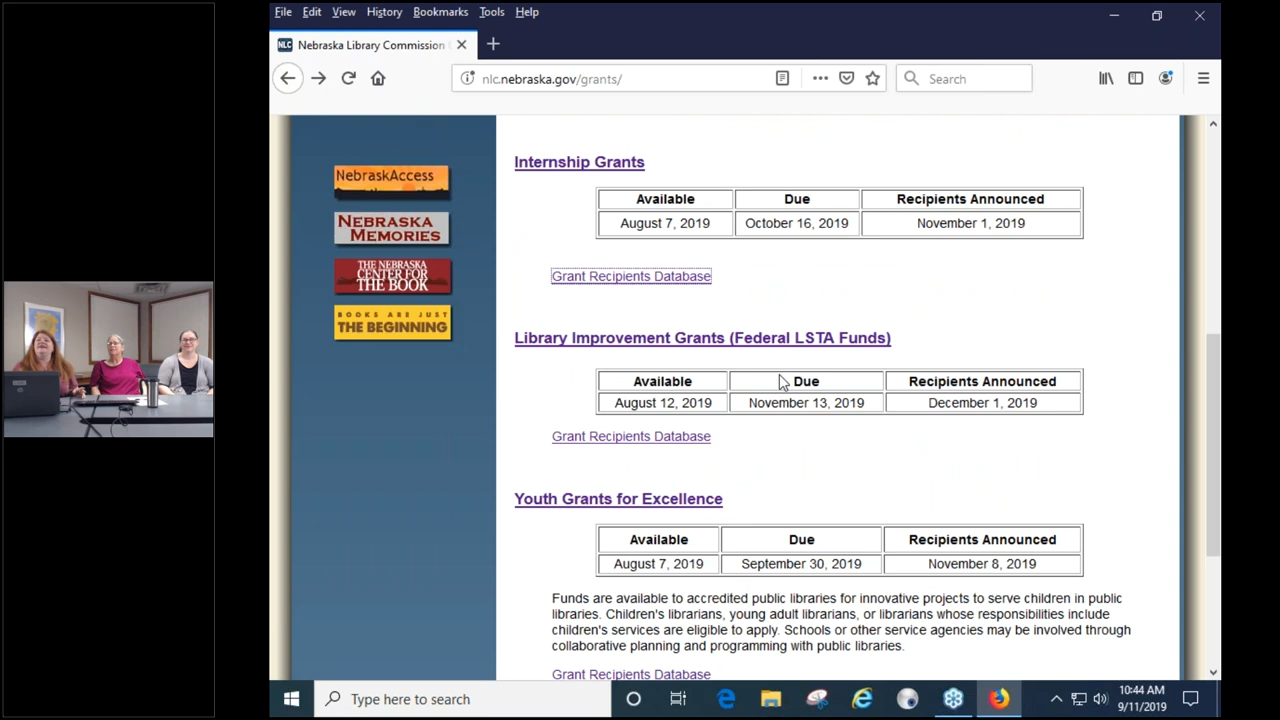 File Edit View History Bookmarks Tools Help
NLC Nebraska Library Commission
nlc.nebraska.gov/grants/
Search
NebraskAccess
NEBRASKA
MEMORIES
THE NEBRASKA
CENTER FOR
THE BOOK
BOOKS ARE JUST
THE BEGINNING
Internship Grants
Available Due Recipients Announced
August 7, 2019 October 16, 2019 November 1, 2019
Grant Recipients Database
Library Improvement Grants (Federal LSTA Funds)
Available Due Recipients Announced
August 12, 2019 November 13, 2019 December 1, 2019
Grant Recipients Database
Youth Grants for Excellence
Available Due Recipients Announced
August 7, 2019 September 30, 2019 November 8, 2019
Funds are available to accredited public libraries for innovative projects to serve children in public
libraries. Children's librarians, young adult librarians, or librarians whose responsibilities include
children's services are eligible to apply. Schools or other service agencies may be involved through
collaborative planning and programming with public libraries.
Grant Recipients Database
Type here to search
10:44 AM
9/11/2019